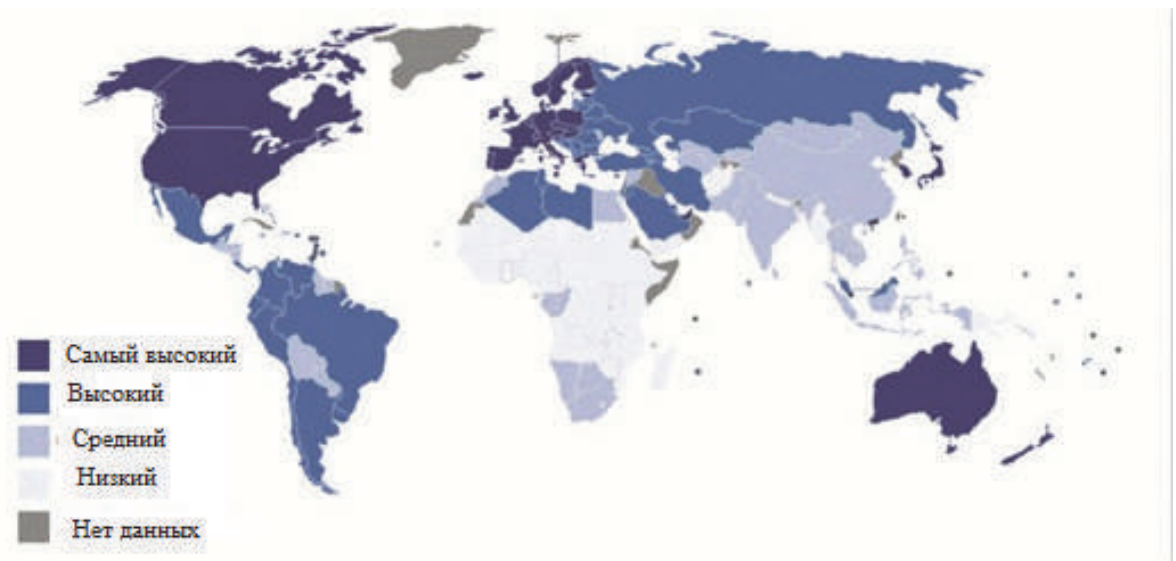 Самый высокий
Высокий
Средний
Низкий
Нет данных